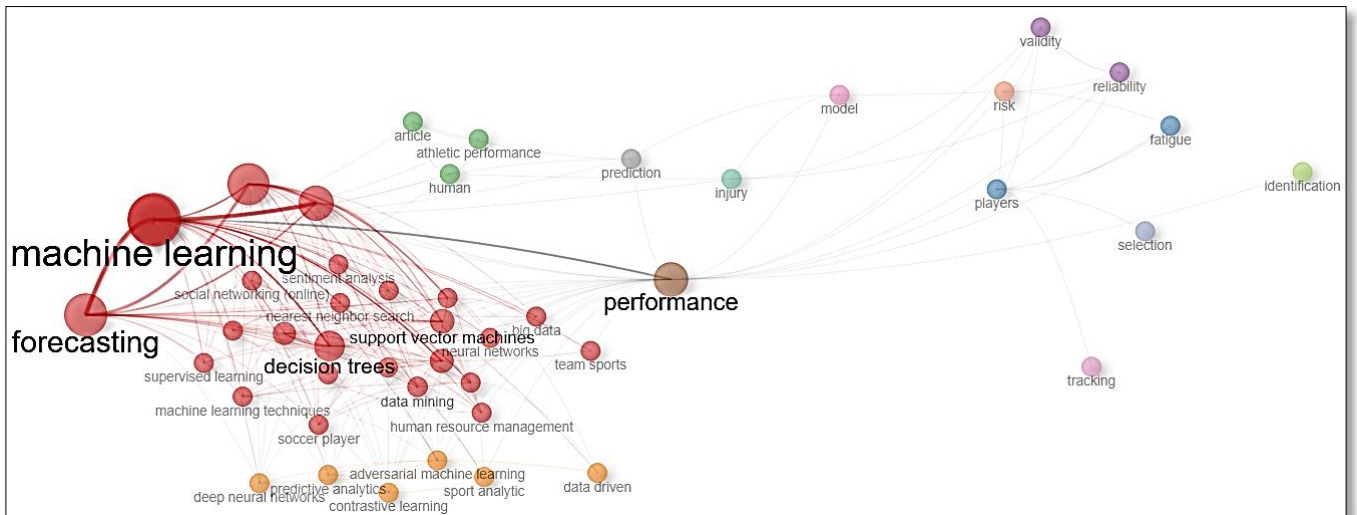 validity
reliability
model
risk
article
fatigue
athletic performance
prediction
identification
human
injury
players
selection
machine learning
sentiment analysis
social networking (online)
performance
nearest neighbor search
big data
support vector machines
forecasting
neural networks
team sports
decision trees
supervised learning
tracking
data mining
machine learning techniques
human resource management
soccer player
adversarial machine learning
predictive analytics
sport analytic
data driven
deep neural networks
contrastive learning